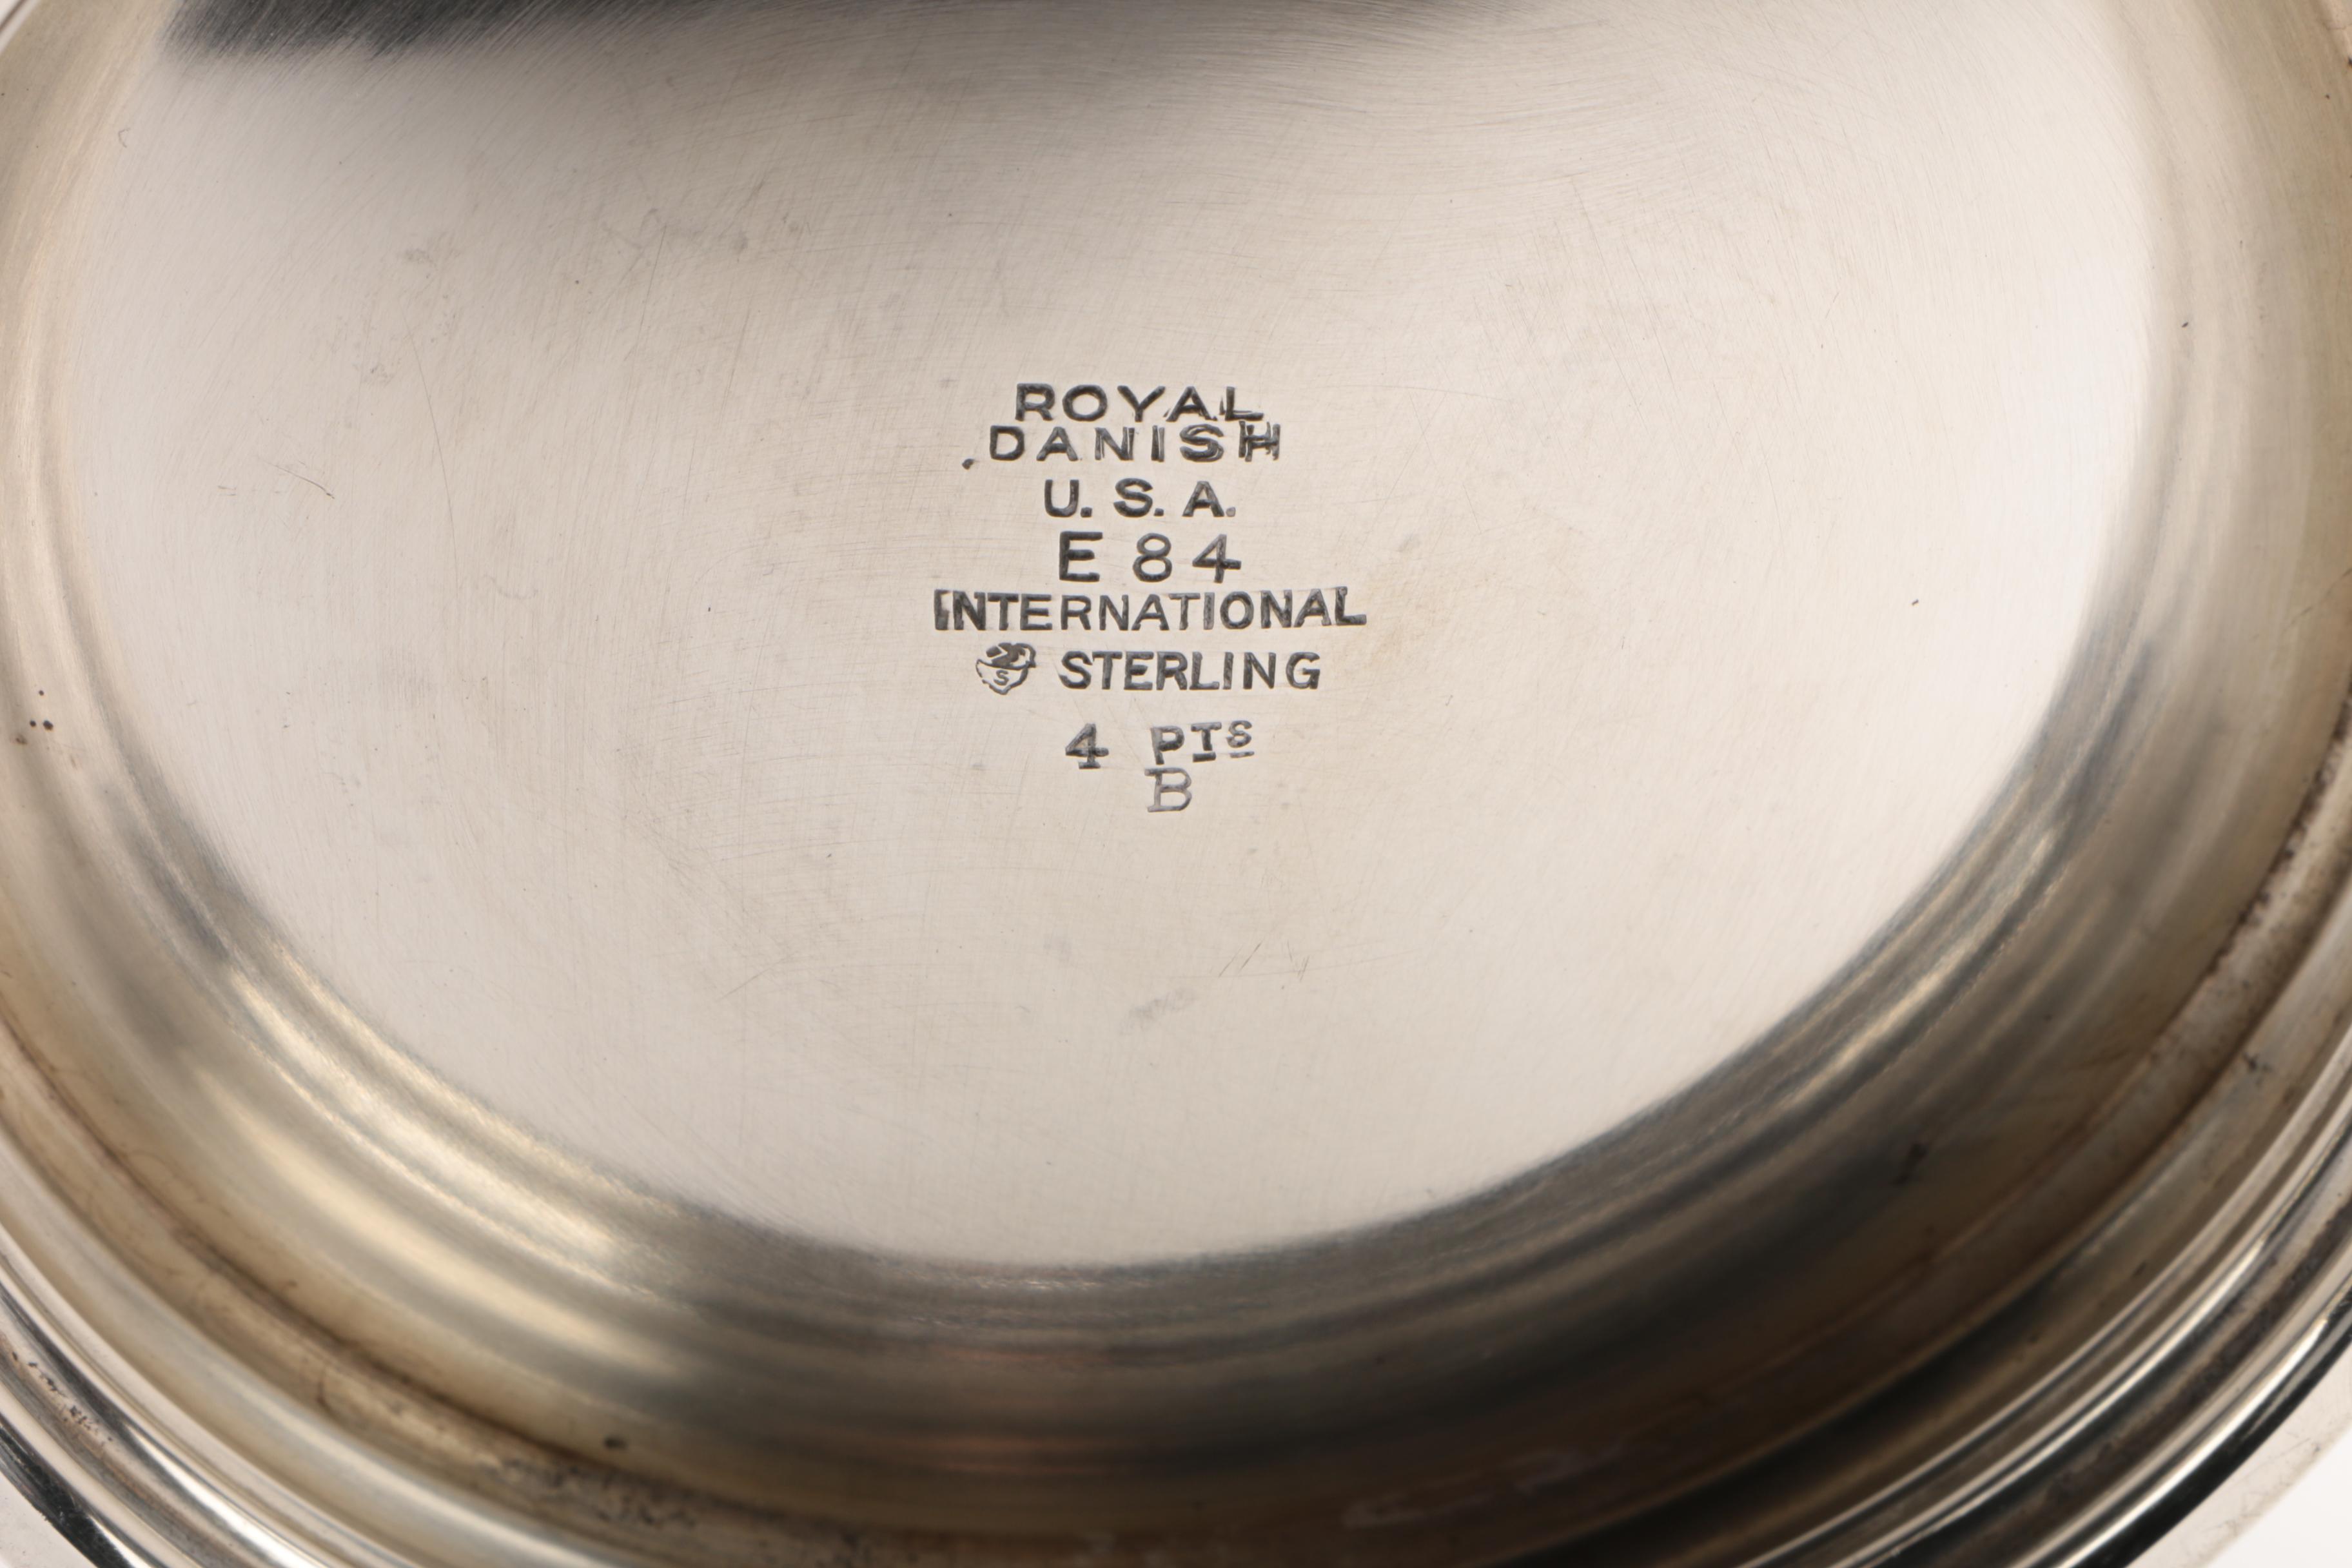 ROYAL
DANISH
U.S.A.
E 84
INTERNATIONAL
S STERLING
4 PTS
B